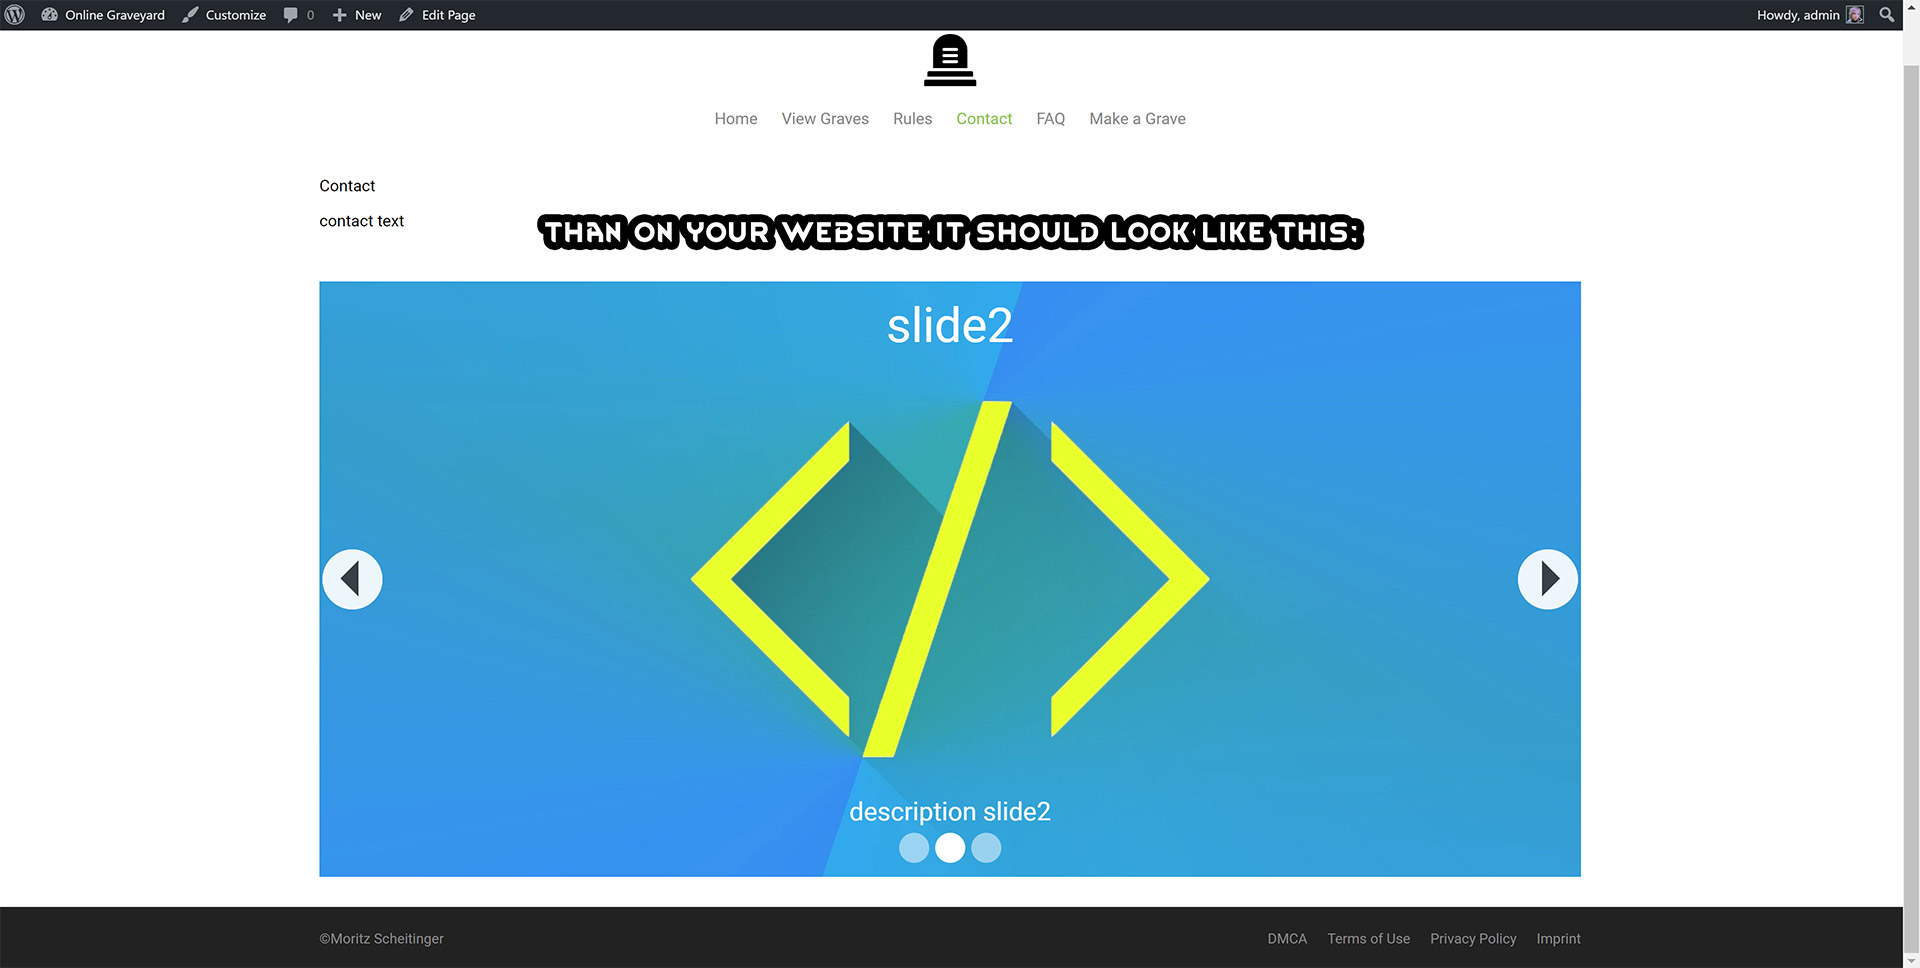 Online Graveyard Customize 0 New Edit Page Howdy, admin
Home View Graves Rules Contact FAQ Make a Grave
Contact
contact text
THAN ON YOUR WEBSITE IT SHOULD LOOK LIKE THIS:
slide2
</>
description slide2
©Moritz Scheitinger DMCA Terms of Use Privacy Policy Imprint